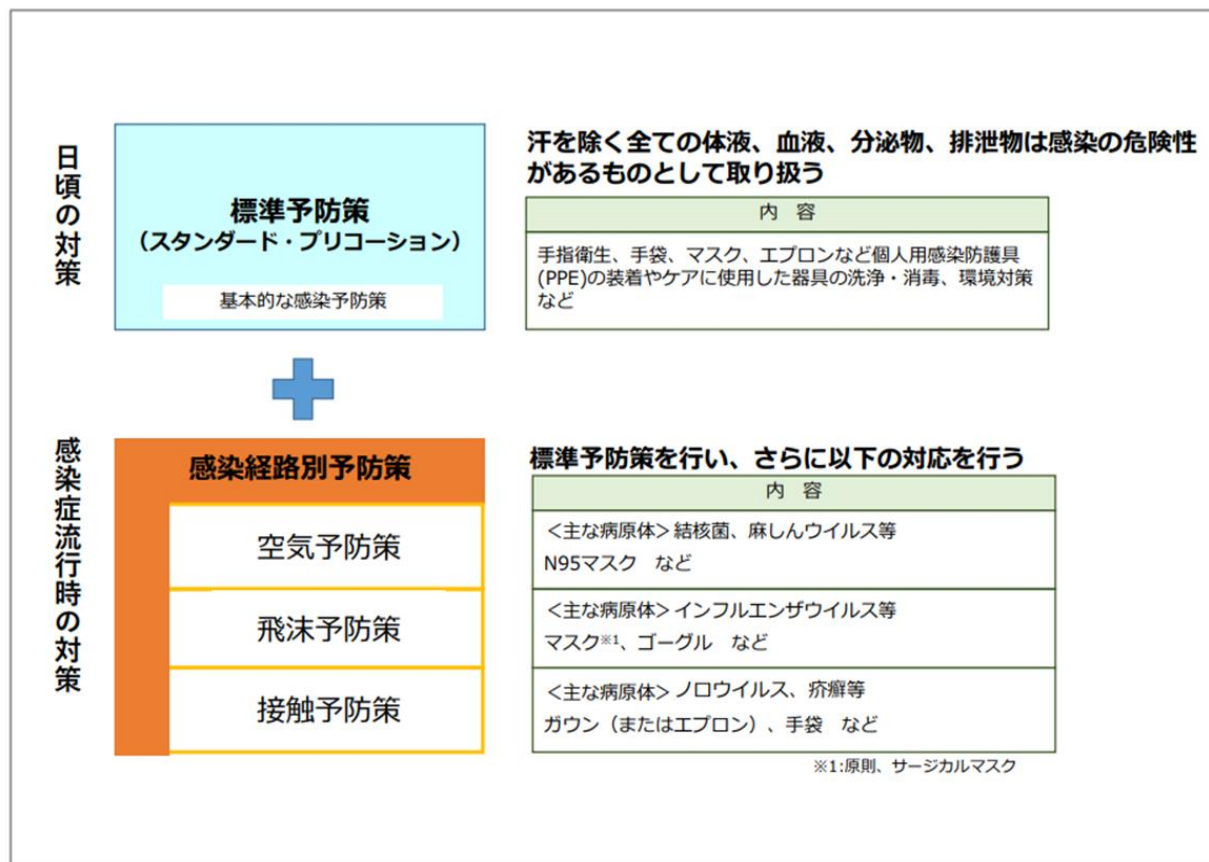 日頃の対策
標準予防策
（スタンダード・プリコーション）
基本的な感染予防策
汗を除く全ての体液、血液、分泌物、排泄物は感染の危険性
があるものとして取り扱う
内　容
手指衛生、手袋、マスク、エプロンなど個人用感染防護具
(PPE)の装着やケアに使用した器具の洗浄・消毒、環境対策
など
感染症流行時の対策
感染経路別予防策
標準予防策を行い、さらに以下の対応を行う
内　容
空気予防策
＜主な病原体＞結核菌、麻しんウイルス等
N95マスク　など
飛沫予防策
＜主な病原体＞インフルエンザウイルス等
マスク※1、ゴーグル　など
接触予防策
＜主な病原体＞ノロウイルス、疥癬等
ガウン（またはエプロン）、手袋　など
※1:原則、サージカルマスク